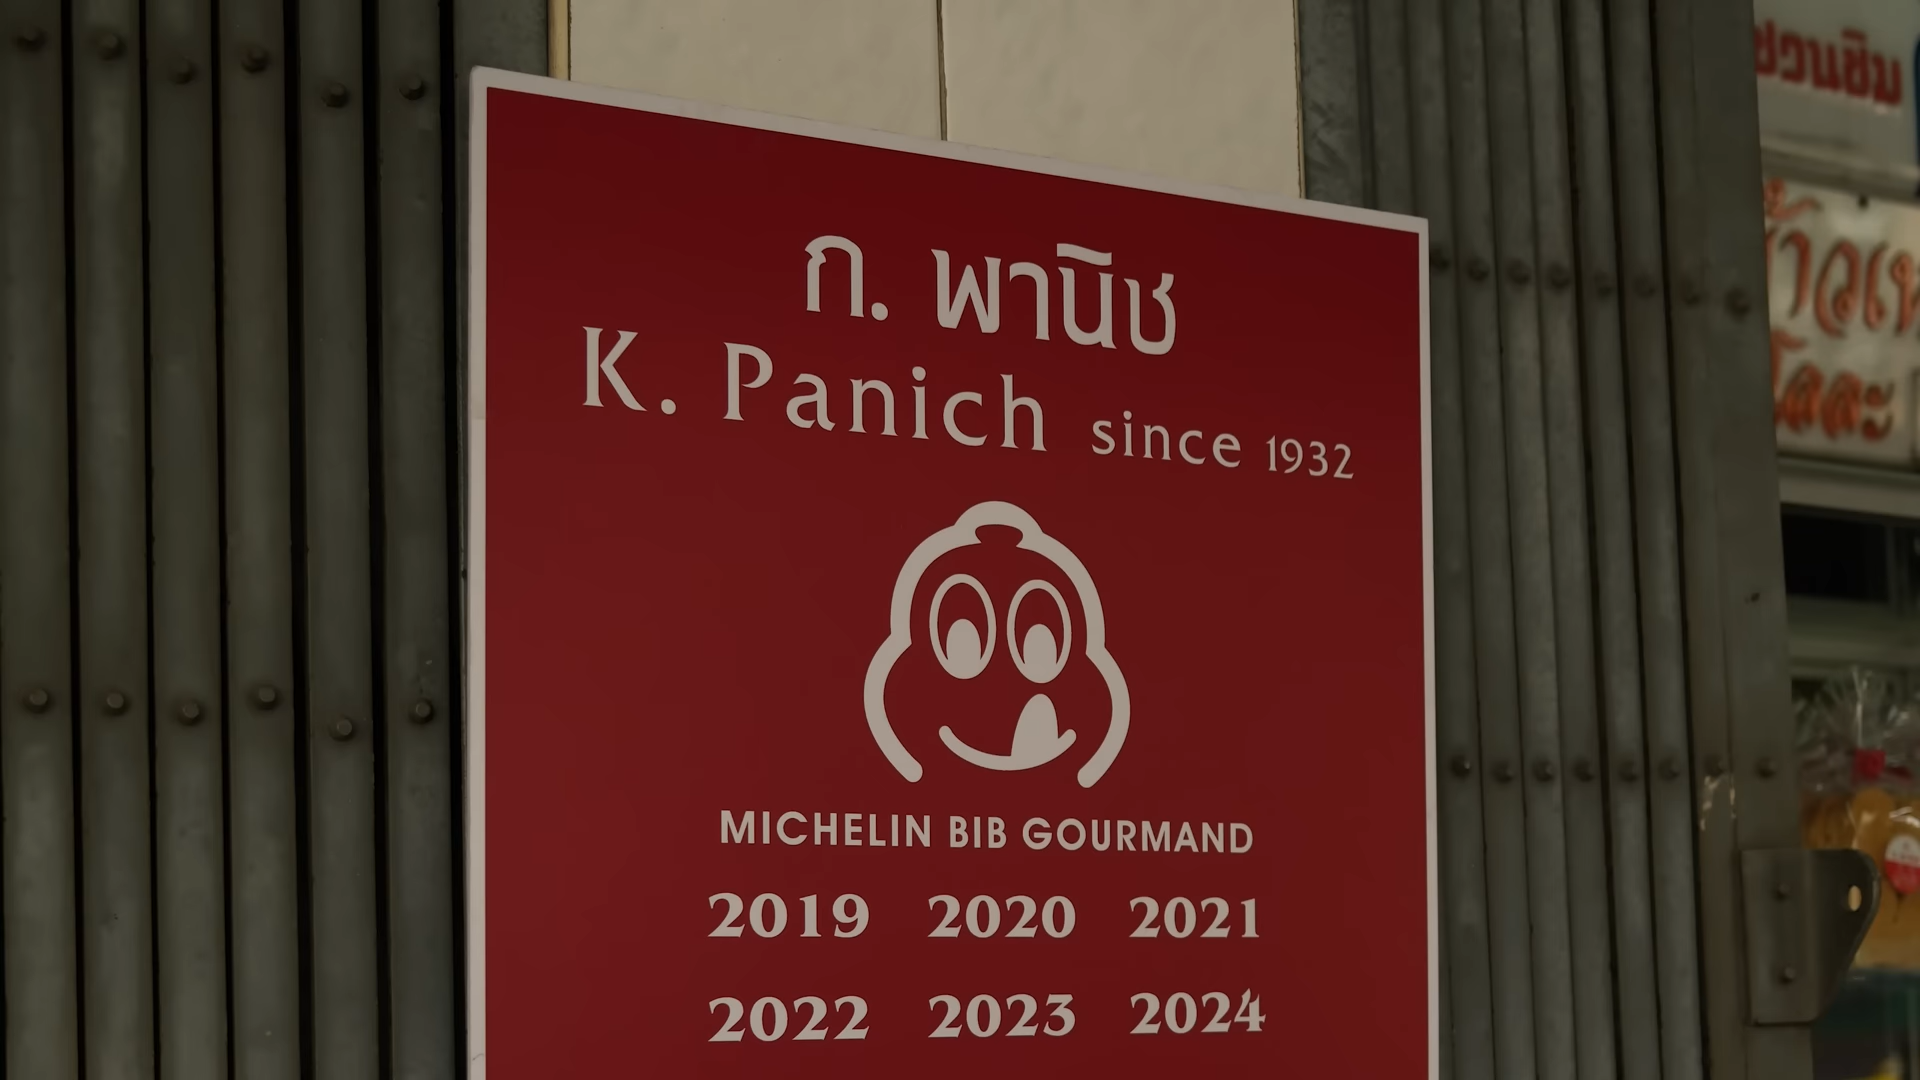 ก. พานิช
K. Panich since 1932
MICHELIN BIB GOURMAND
2019 2020 2021
2022 2023 2024